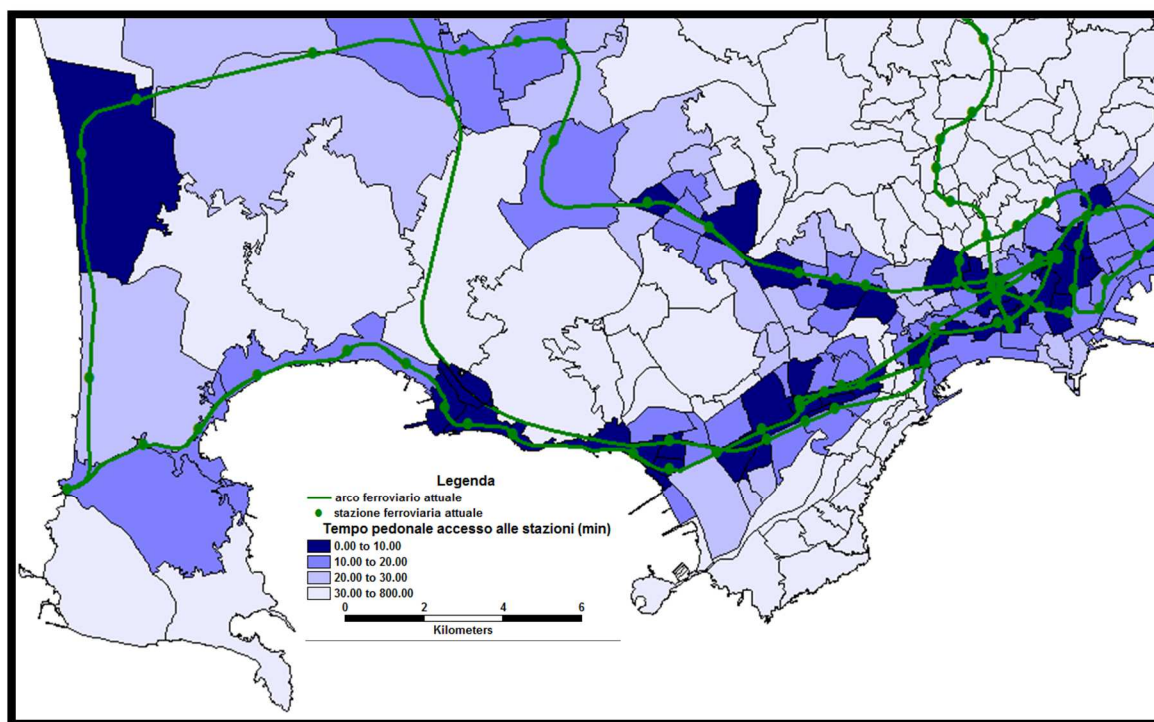 Legenda
arco ferroviario attuale
stazione ferroviaria attuale
Tempo pedonale accesso alle stazioni (min)
0.00 to 10.00
10.00 to 20.00
20.00 to 30.00
30.00 to 800.00
0 2 4 6
Kilometers